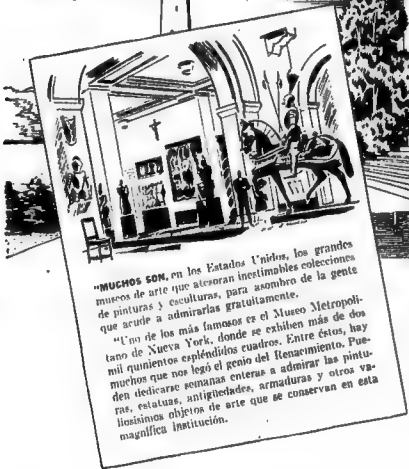 "MUCHOS SON, en los Estados Unidos, los grandes
museos de arte que atesoran inestimables colecciones
de pinturas y esculturas, para asombro de la gente
que acude a admirarlas gratuitamente.
"Uno de los más famosos es el Museo Metropoli-
tano de Nueva York, donde se exhiben más de dos
mil quinientos espléndidos cuadros. Entre éstos, hay
muchos que nos legó el genio del Renacimiento. Pue-
den dedicarse semanas enteras a admirar las pintu-
ras, estatuas, antigüedades, armaduras y otros va-
liosísimos objetos de arte que se conservan en esta
magnífica institución.